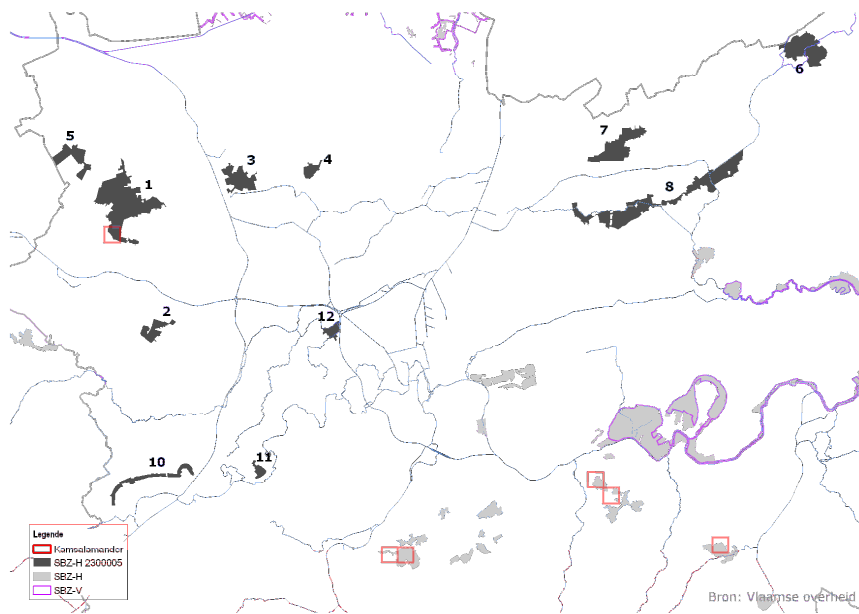 6
7
5
3
4
1
8
2
12
10
11
Legende
Kamsalamander
SBZ-H 2300005
SBZ-H
SBZ-V
Bron: Vlaamse overheid